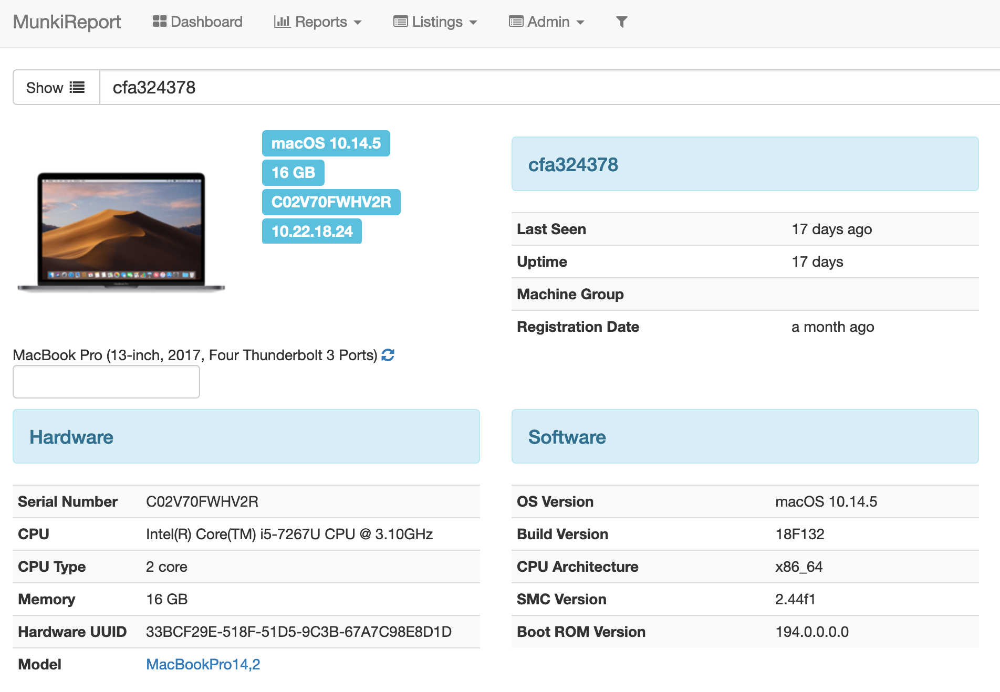 MunkiReport Dashboard Reports Listings Admin
Show cfa324378
macOS 10.14.5
16 GB
C02V70FWHV2R
10.22.18.24
MacBook Pro (13-inch, 2017, Four Thunderbolt 3 Ports)
cfa324378
Last Seen 17 days ago
Uptime 17 days
Machine Group
Registration Date a month ago
Hardware
Serial Number C02V70FWHV2R
CPU Intel(R) Core(TM) i5-7267U CPU @ 3.10GHz
CPU Type 2 core
Memory 16 GB
Hardware UUID 33BCF29E-518F-51D5-9C3B-67A7C98E8D1D
Model MacBookPro14,2
Software
OS Version macOS 10.14.5
Build Version 18F132
CPU Architecture x86_64
SMC Version 2.44f1
Boot ROM Version 194.0.0.0.0